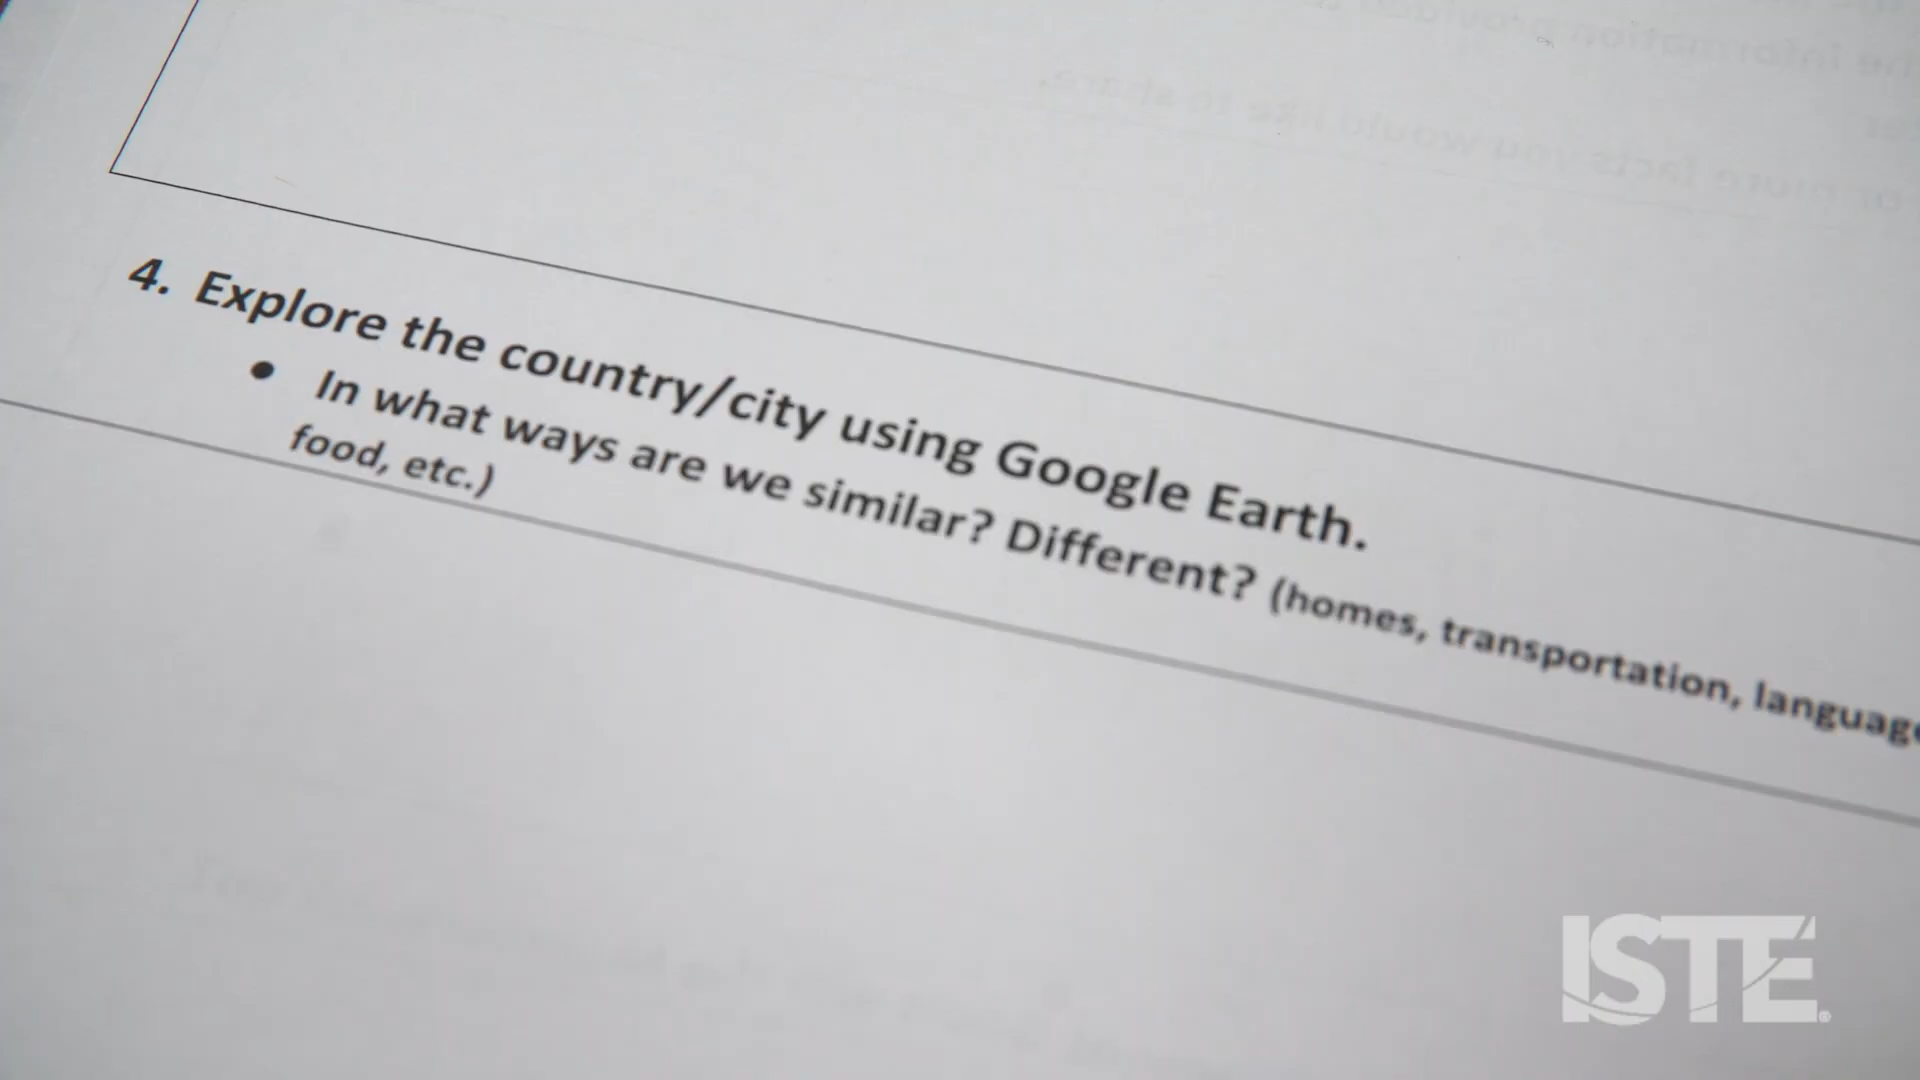 4. Explore the country/city using Google Earth.
• In what ways are we similar? Different? (homes, transportation, language
food, etc.)
ISTE®